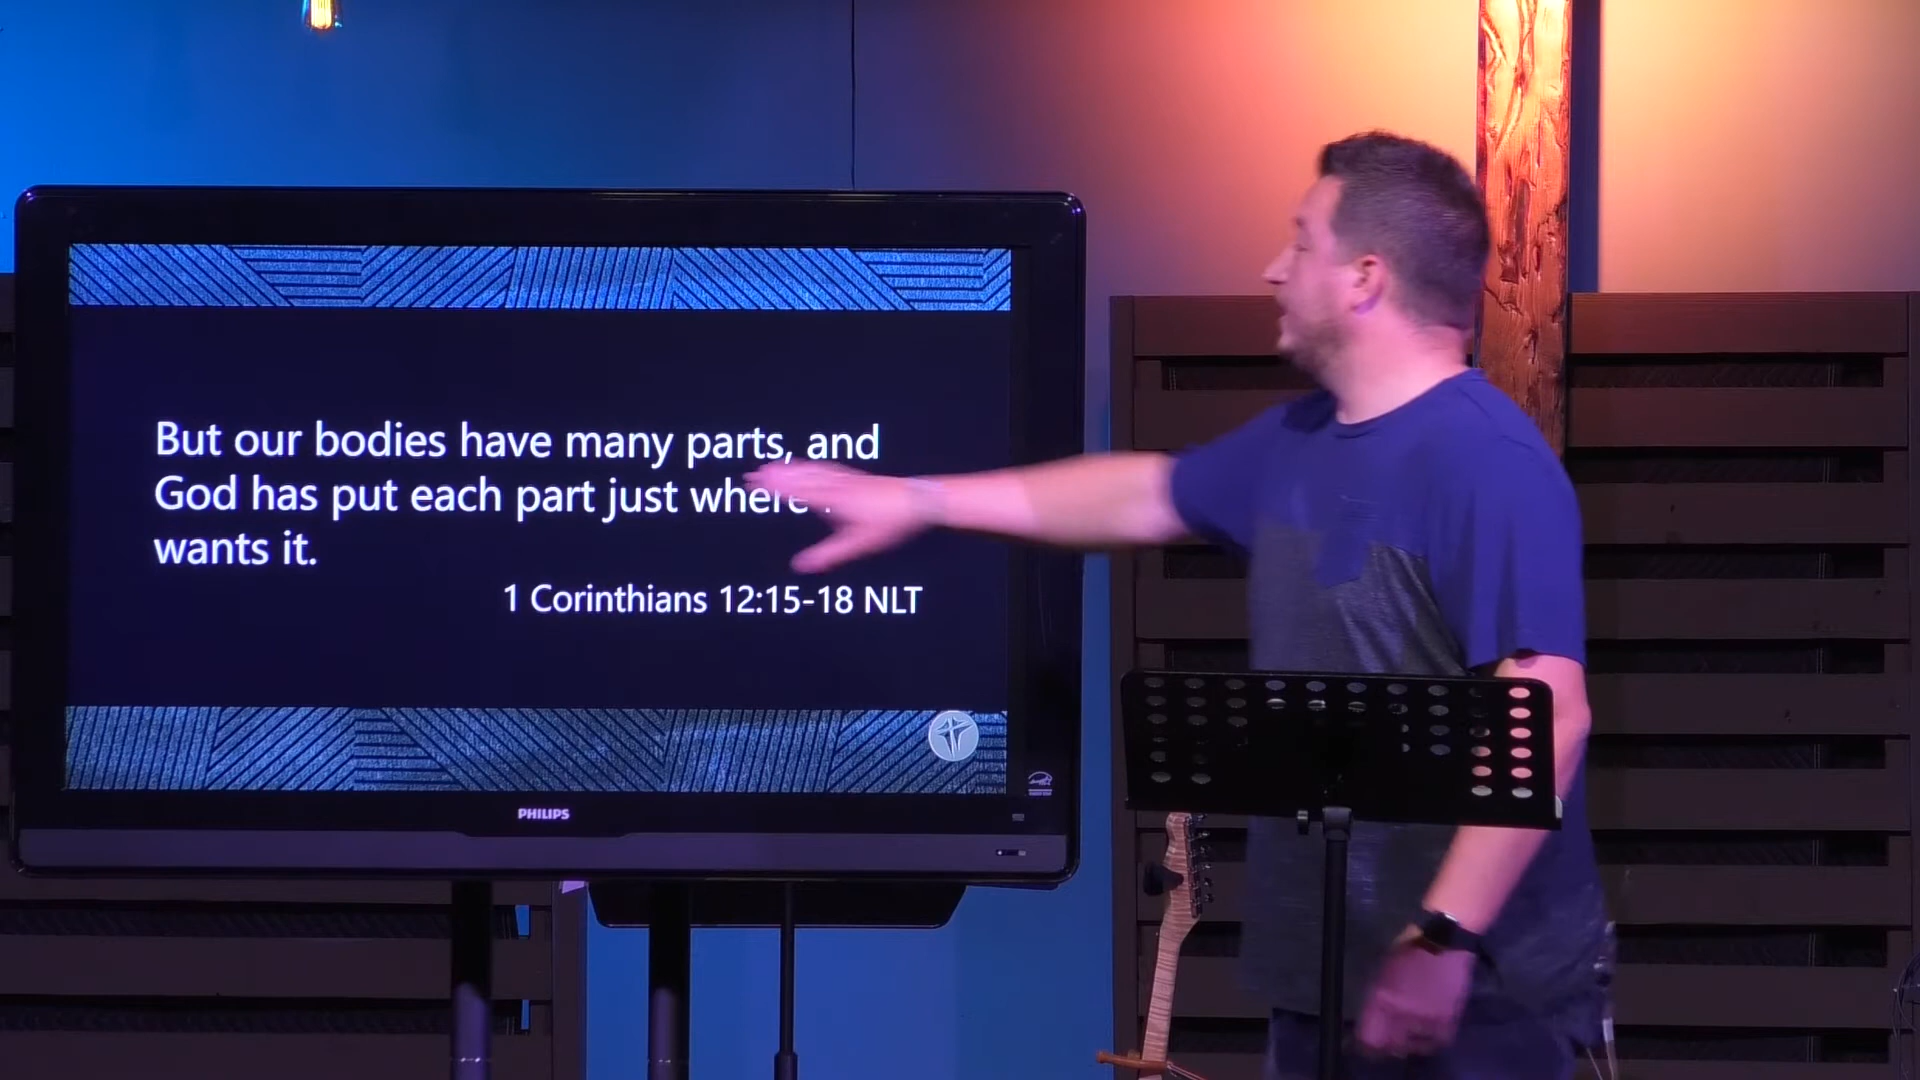 But our bodies have many parts, and
God has put each part just where
wants it.
1 Corinthians 12:15-18 NLT
PHILIPS